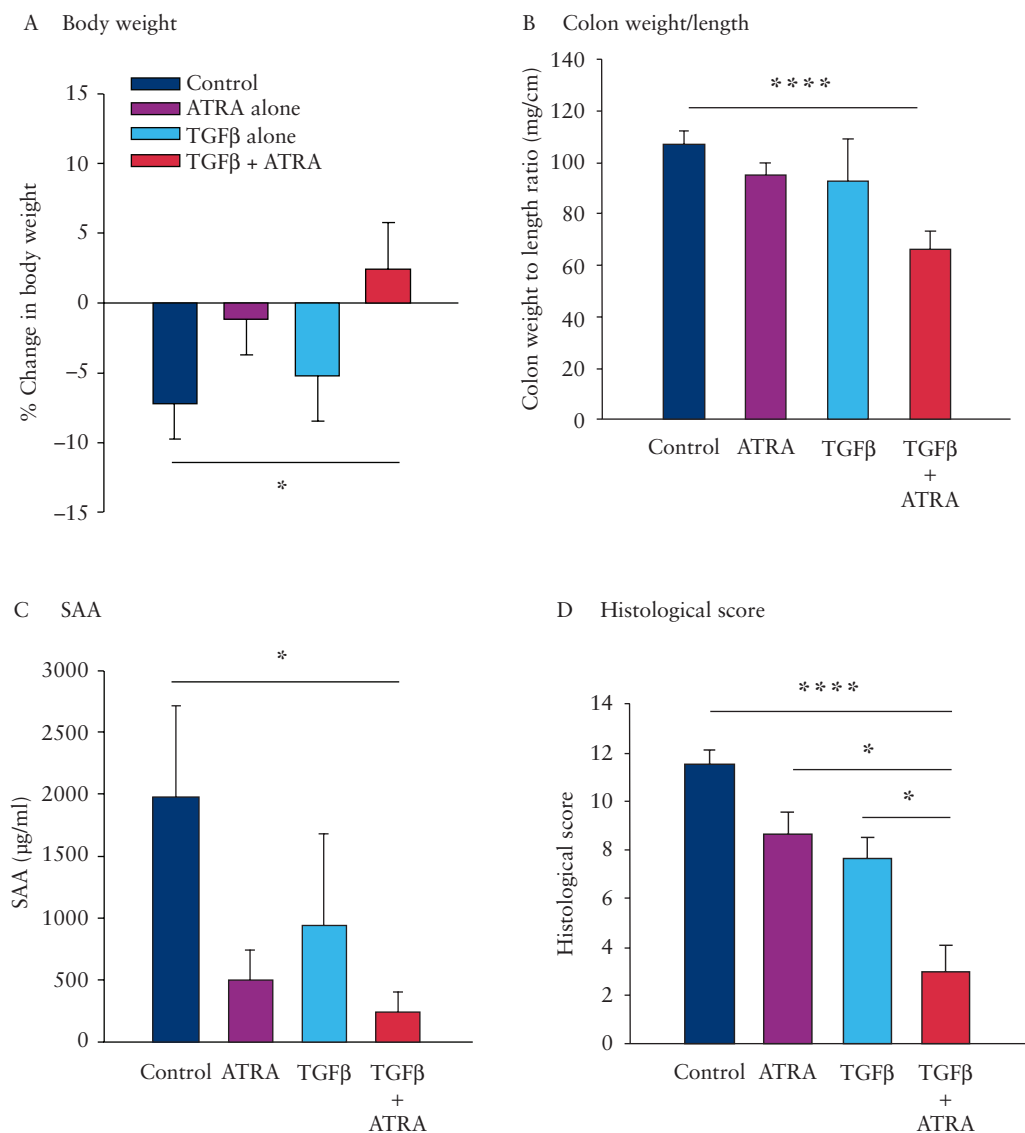 A Body weight
Control
ATRA alone
TGFβ alone
TGFβ + ATRA
% Change in body weight
15
10
5
0
−5
−10
−15
*
B Colon weight/length
Colon weight to length ratio (mg/cm)
140
120
100
80
60
40
20
0
****
Control
ATRA
TGFβ
TGFβ
+
ATRA
C SAA
SAA (μg/ml)
3000
2500
2000
1500
1000
500
0
*
Control
ATRA
TGFβ
TGFβ
+
ATRA
D Histological score
Histological score
14
12
10
8
6
4
2
0
****
*
*
Control
ATRA
TGFβ
TGFβ
+
ATRA